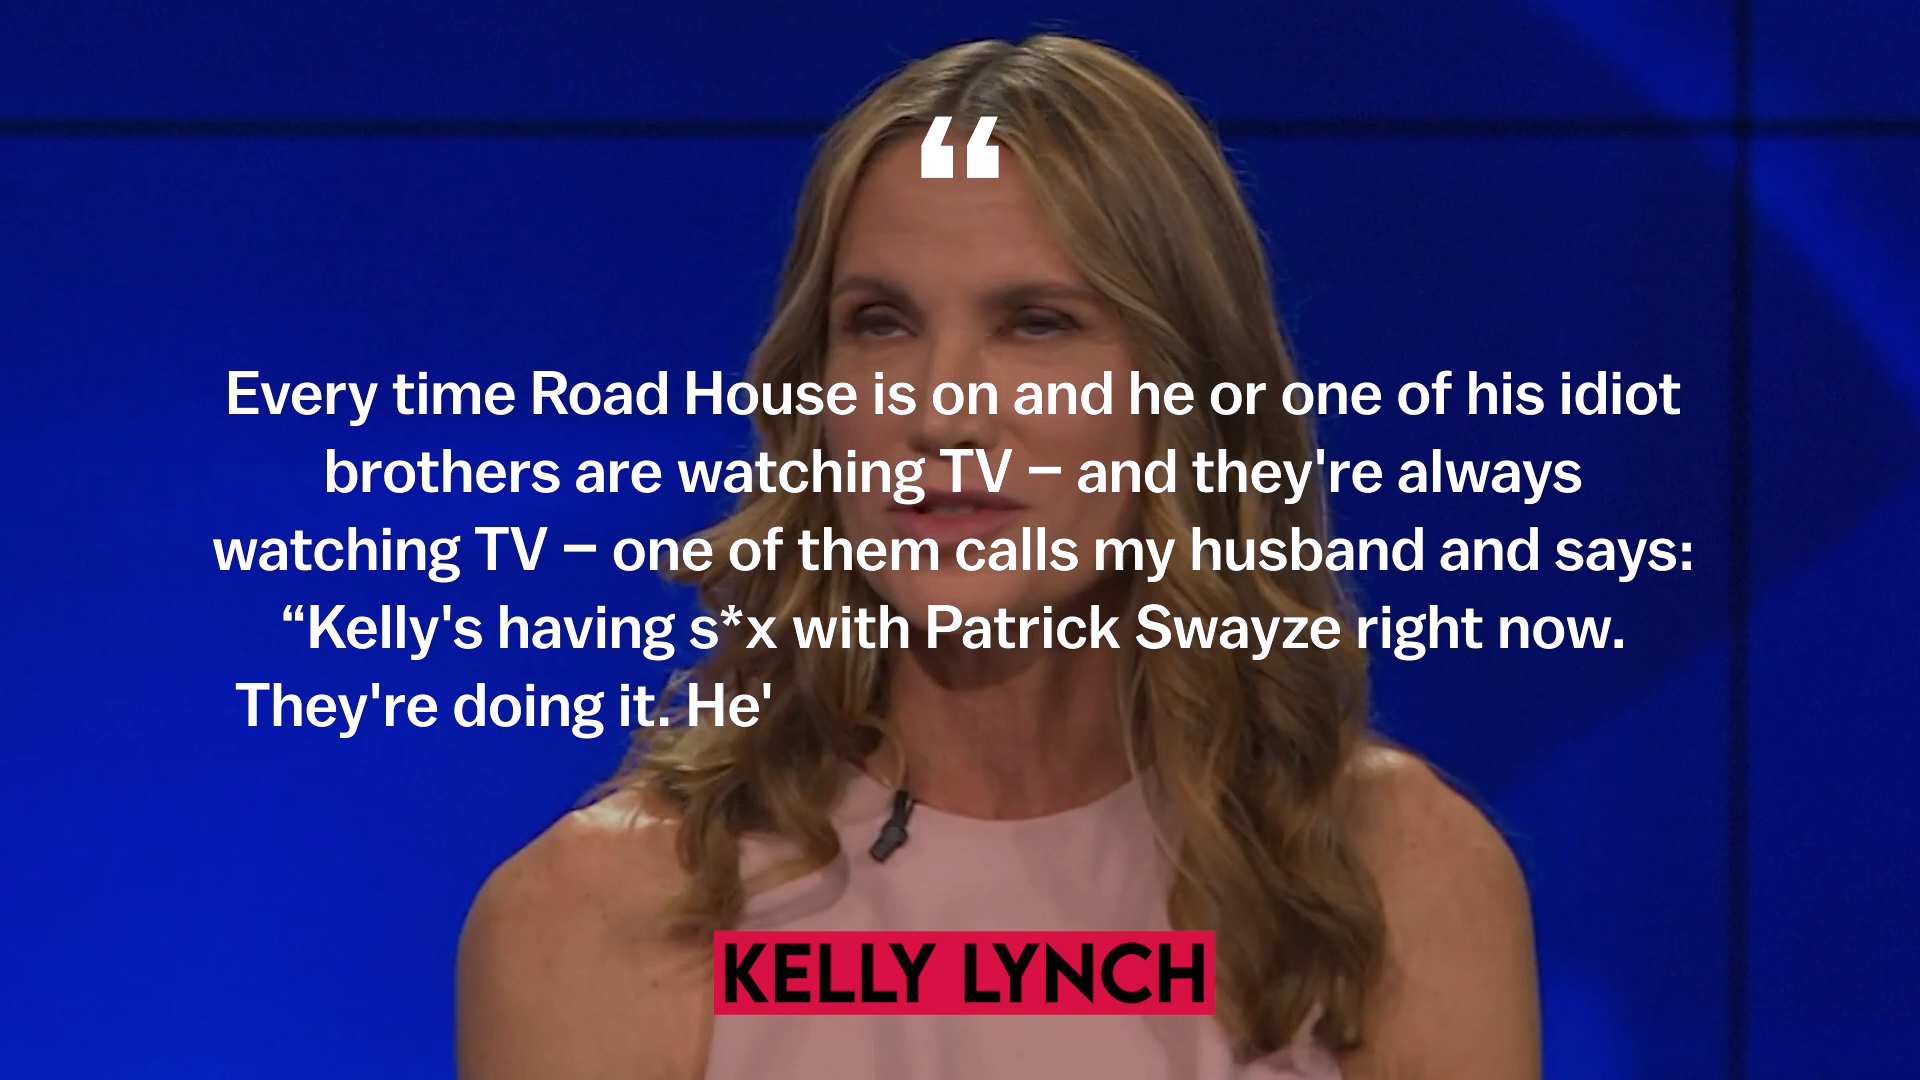 “
Every time Road House is on and he or one of his idiot
brothers are watching TV – and they're always
watching TV – one of them calls my husband and says:
“Kelly's having s*x with Patrick Swayze right now.
They're doing it. He'
KELLY LYNCH